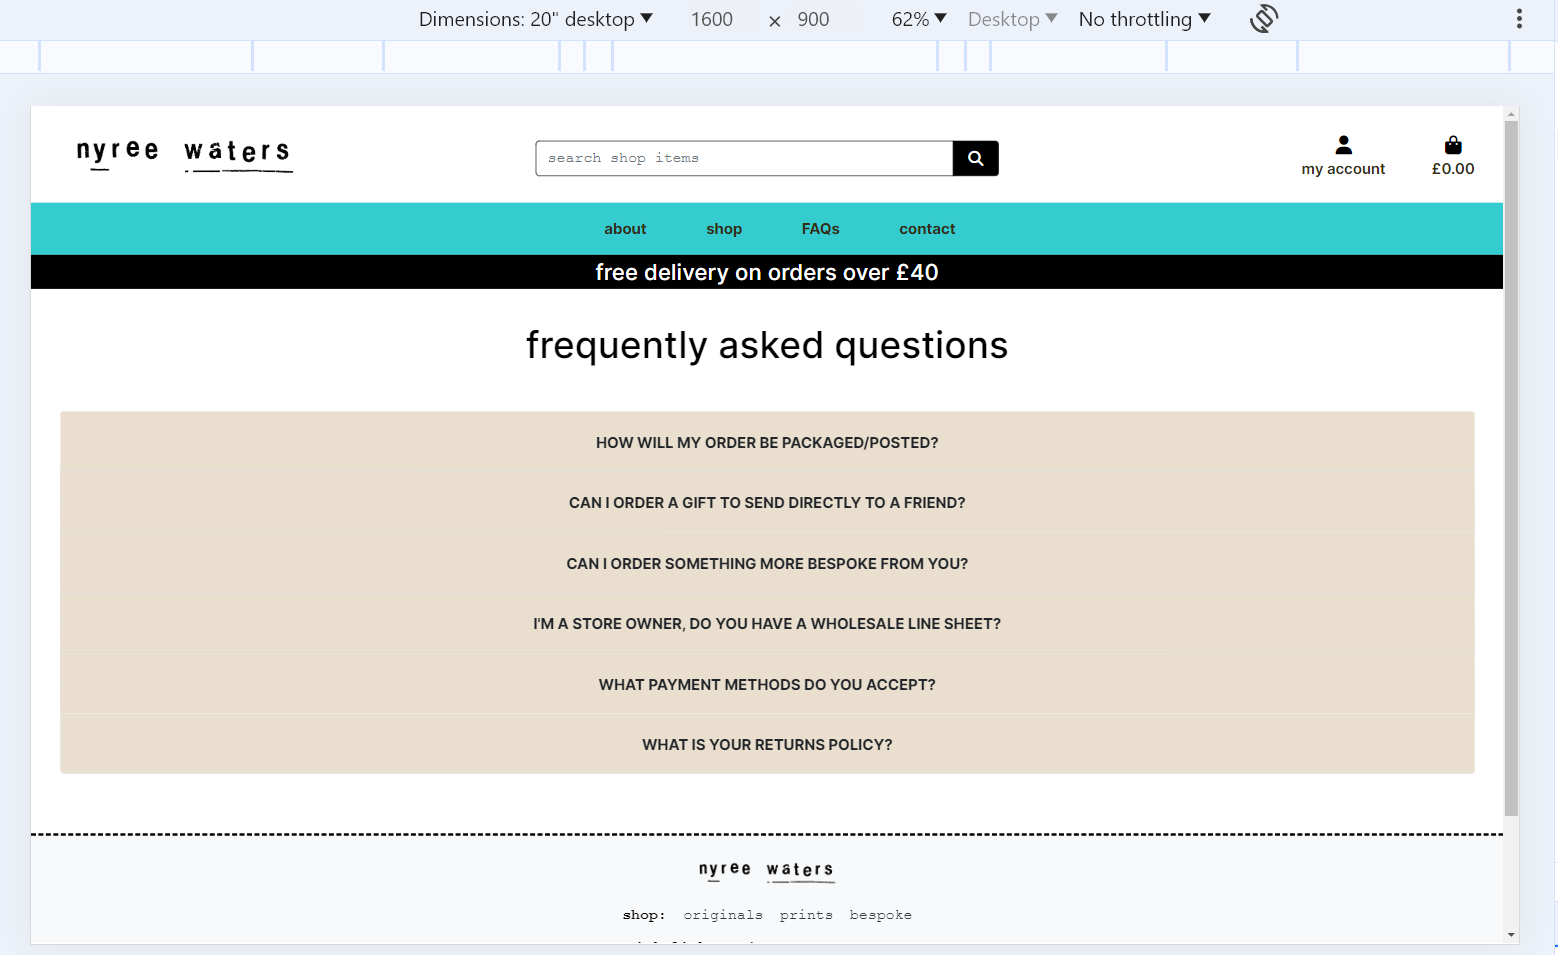 Dimensions: 20" desktop 1600 × 900 62% Desktop No throttling
nyree waters
search shop items
my account
£0.00
about shop FAQs contact
free delivery on orders over £40
frequently asked questions
HOW WILL MY ORDER BE PACKAGED/POSTED?
CAN I ORDER A GIFT TO SEND DIRECTLY TO A FRIEND?
CAN I ORDER SOMETHING MORE BESPOKE FROM YOU?
I'M A STORE OWNER, DO YOU HAVE A WHOLESALE LINE SHEET?
WHAT PAYMENT METHODS DO YOU ACCEPT?
WHAT IS YOUR RETURNS POLICY?
nyree waters
shop: originals prints bespoke